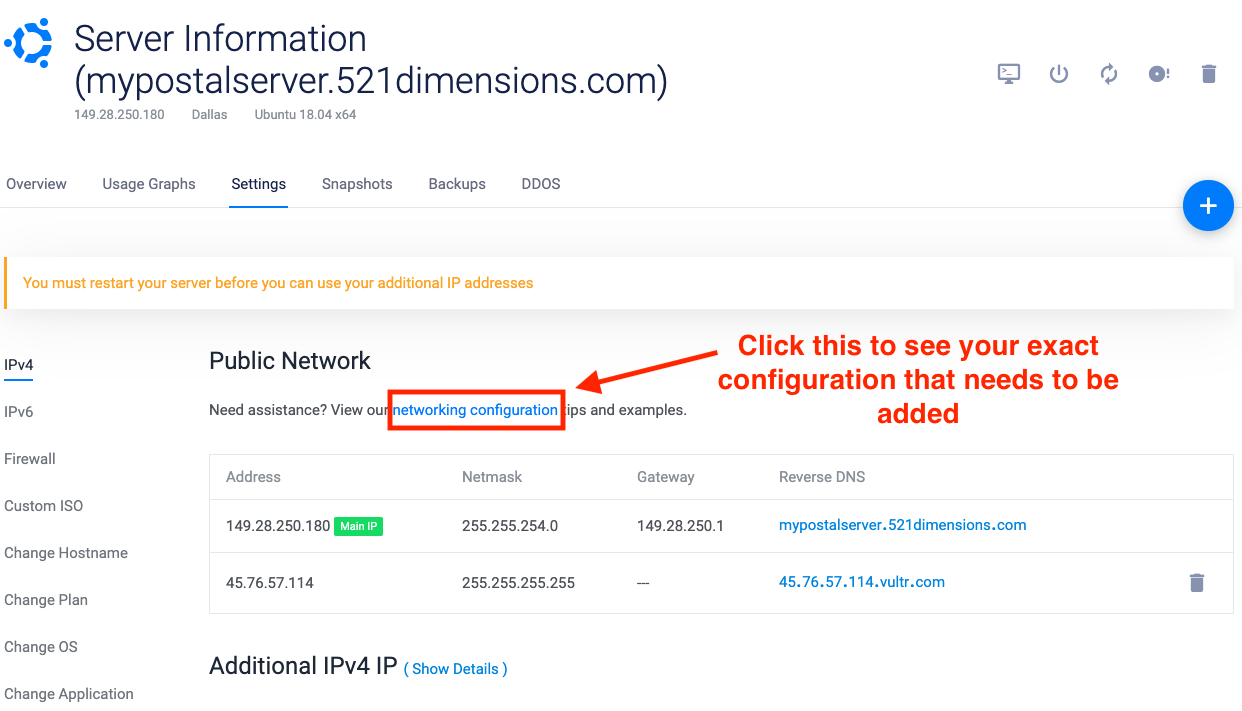 Server Information
(mypostalserver.521dimensions.com)
149.28.250.180 Dallas Ubuntu 18.04 x64
Overview Usage Graphs Settings Snapshots Backups DDOS
You must restart your server before you can use your additional IP addresses
IPv4
IPv6
Firewall
Custom ISO
Change Hostname
Change Plan
Change OS
Change Application
Public Network
Click this to see your exact
configuration that needs to be
added
Need assistance? View our networking configuration tips and examples.
Address Netmask Gateway Reverse DNS
149.28.250.180 Main IP 255.255.254.0 149.28.250.1 mypostalserver.521dimensions.com
45.76.57.114 255.255.255.255 --- 45.76.57.114.vultr.com
Additional IPv4 IP ( Show Details )